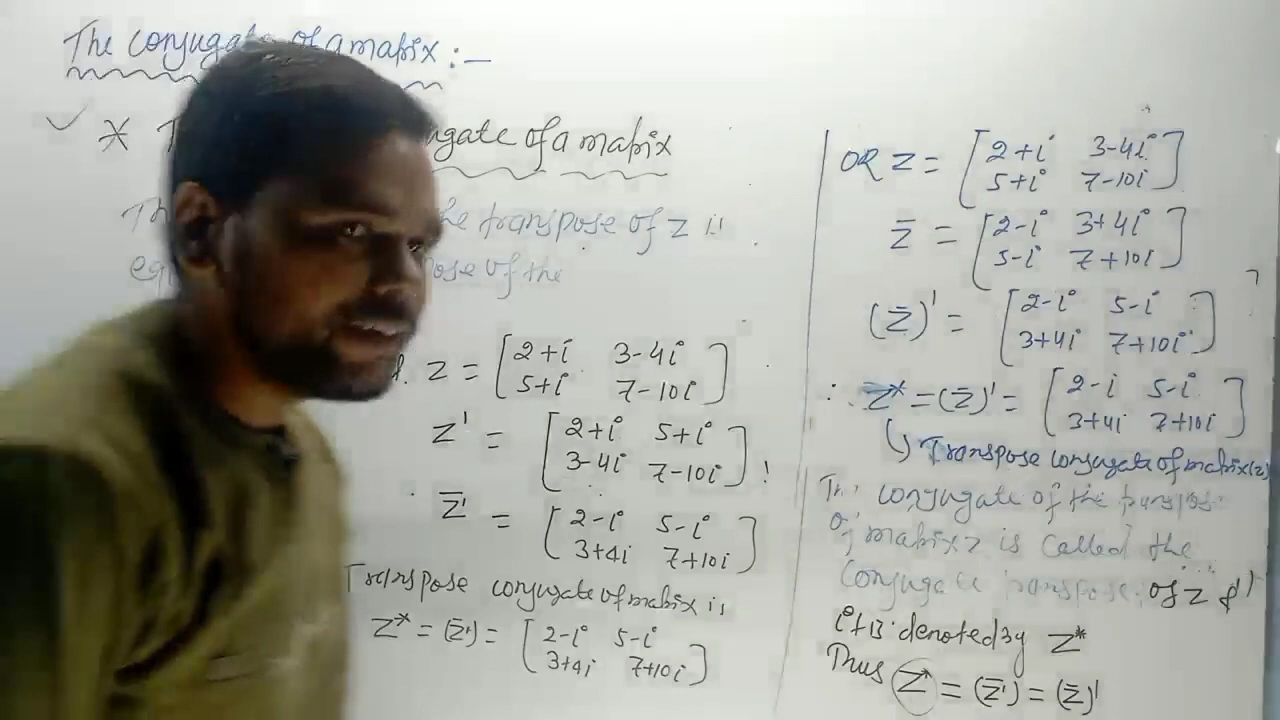 The Conjugate of a matrix :-
✓ * of a matrix
the transpose of Z is
of the
Z = [2+i 3-4i
5+i 7-10i]
Z' = [2+i 5+i
3-4i 7-10i]
Z̄' = [2-i 5-i
3+4i 7+10i]
Transpose conjugate of matrix is
Z* = (Z̄') = [2-i 5-i
3+4i 7+10i]
OR Z = [2+i 3-4i
5+i 7-10i]
Z̄ = [2-i 3+4i
5-i 7+10i]
(Z̄)' = [2-i 5-i
3+4i 7+10i]
∴ Z* = (Z̄)' = [2-i 5-i
3+4i 7+10i]
Transpose conjugate of matrix(z)
The conjugate of the transpose
of matrix z is called the
Conjugate transpose of Z &
it is denoted by Z*
Thus Z* = (Z̄') = (Z̄)'